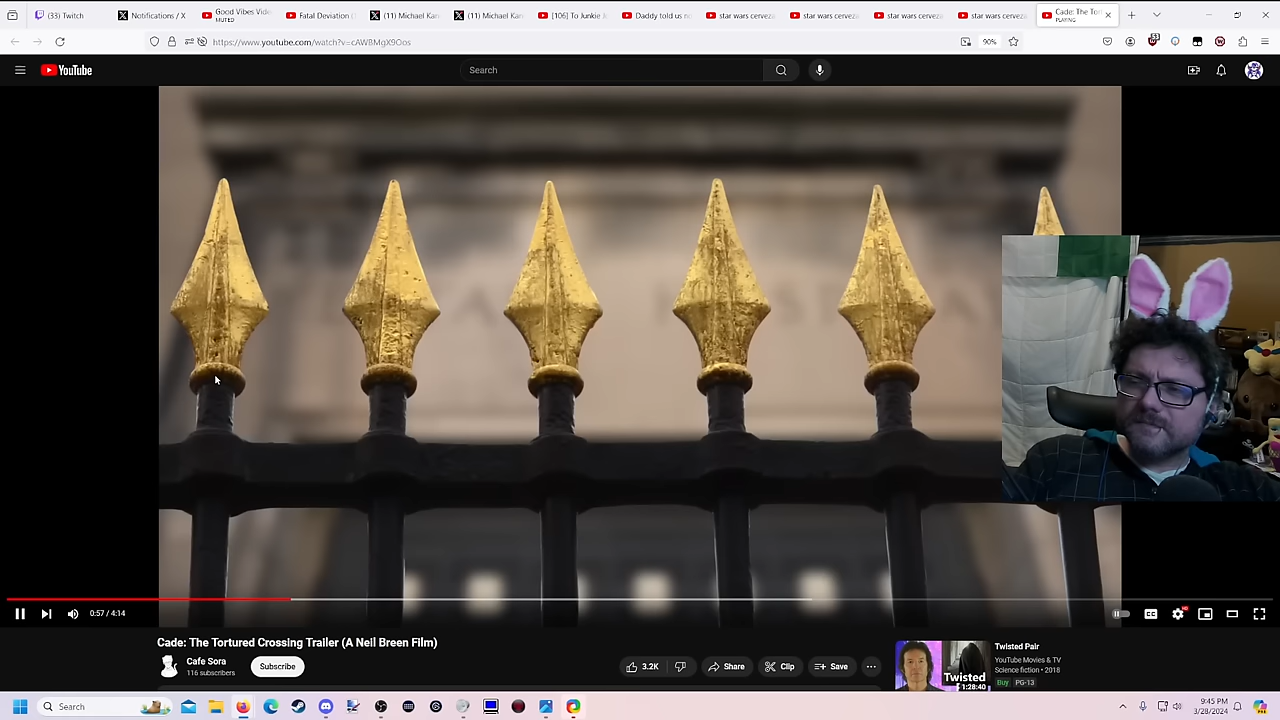 (33) Twitch
Notifications / X
Good Vibes Vide
MUTED
Fatal Deviation (
(11) Michael Kan
(11) Michael Kan
[106] To Junkie J
Daddy told us no
star wars cerveza
star wars cerveza
star wars cerveza
star wars cerveza
Cade: The Tort
PLAYING
https://www.youtube.com/watch?v=cAWBMgX9Oos
90%
YouTube
Search
0:57 / 4:14
Cade: The Tortured Crossing Trailer (A Neil Breen Film)
Cafe Sora
116 subscribers
Subscribe
3.2K
Share
Clip
Save
Twisted
1:28:40
Twisted Pair
YouTube Movies & TV
Science fiction • 2018
Buy
PG-13
Search
9:45 PM
3/28/2024